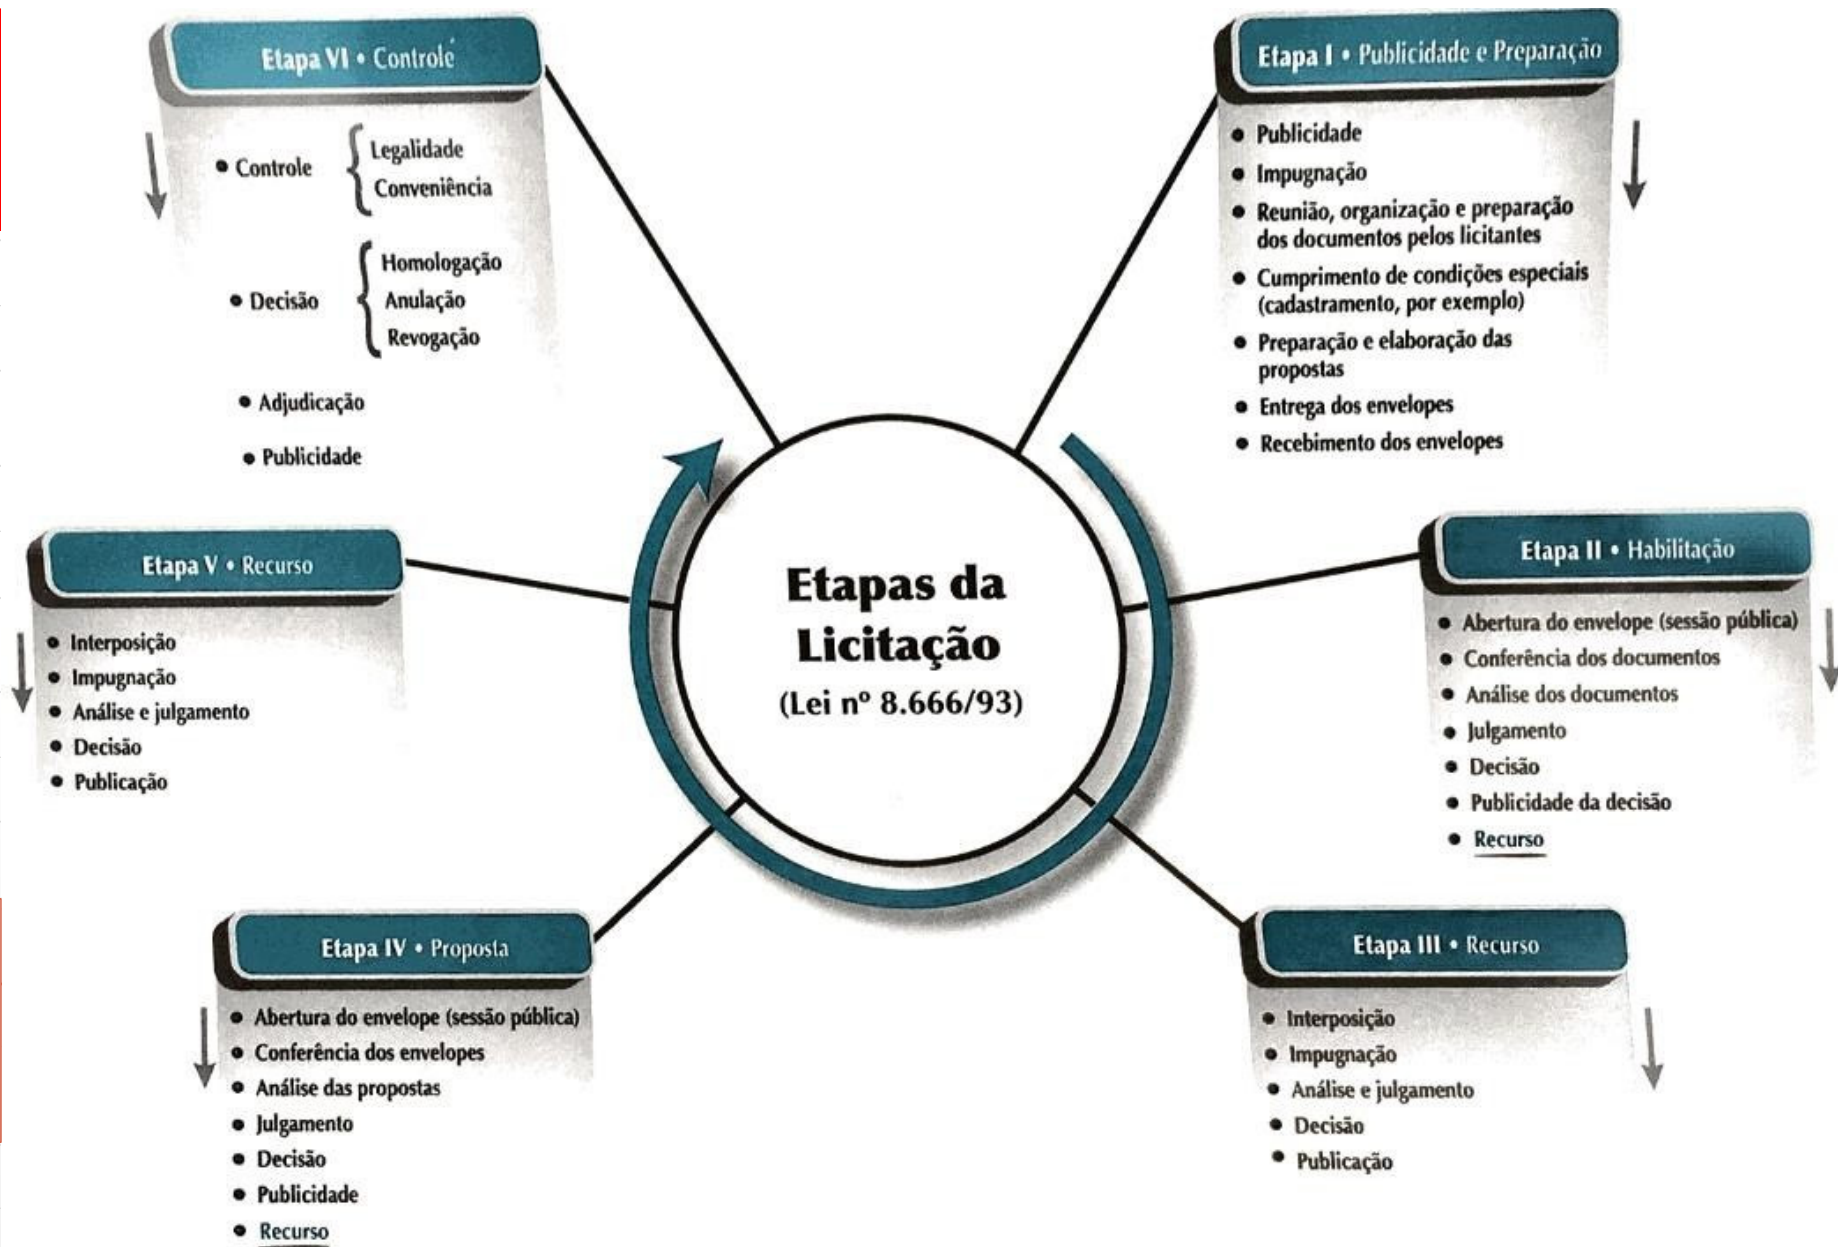 Etapas da
Licitação
(Lei nº 8.666/93)
Etapa I • Publicidade e Preparação
• Publicidade
• Impugnação
• Reunião, organização e preparação
dos documentos pelos licitantes
• Cumprimento de condições especiais
(cadastramento, por exemplo)
• Preparação e elaboração das
propostas
• Entrega dos envelopes
• Recebimento dos envelopes
Etapa II • Habilitação
• Abertura do envelope (sessão pública)
• Conferência dos documentos
• Análise dos documentos
• Julgamento
• Decisão
• Publicidade da decisão
• Recurso
Etapa III • Recurso
• Interposição
• Impugnação
• Análise e julgamento
• Decisão
• Publicação
Etapa IV • Proposta
• Abertura do envelope (sessão pública)
• Conferência dos envelopes
• Análise das propostas
• Julgamento
• Decisão
• Publicidade
• Recurso
Etapa V • Recurso
• Interposição
• Impugnação
• Análise e julgamento
• Decisão
• Publicação
Etapa VI • Controle
• Controle
Legalidade
Conveniência
• Decisão
Homologação
Anulação
Revogação
• Adjudicação
• Publicidade